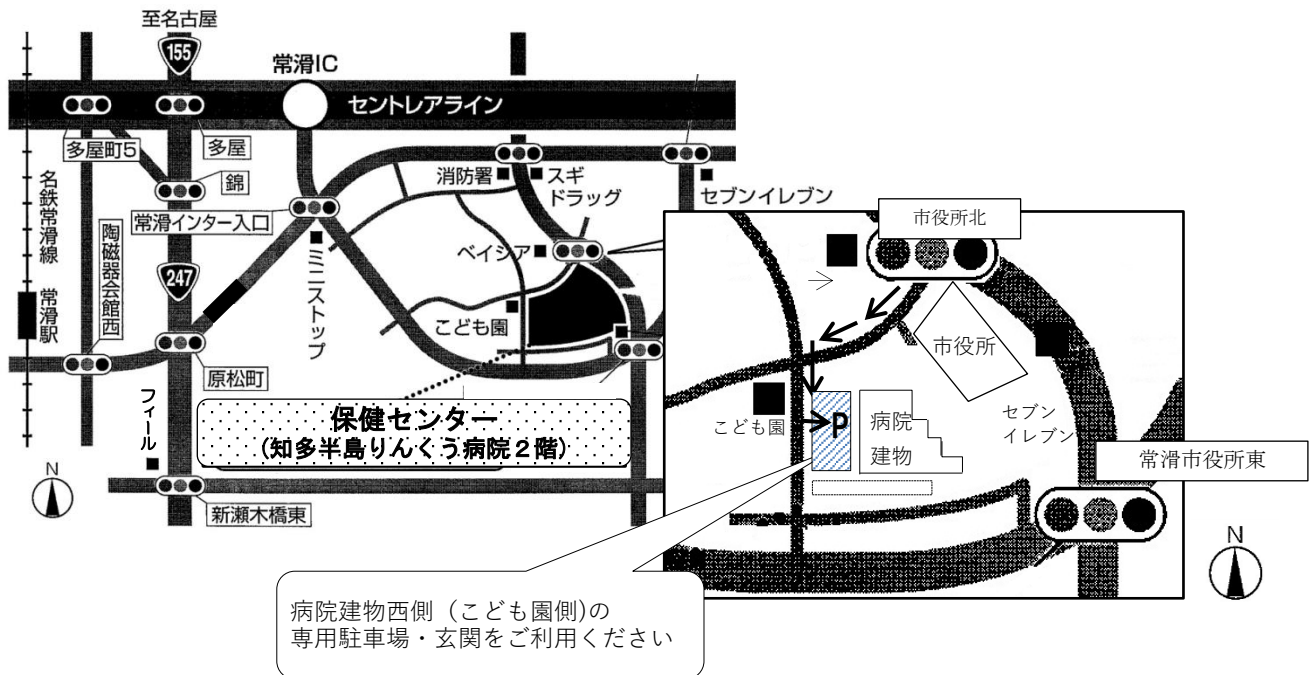 至名古屋
155
常滑IC
セントレアライン
多屋町5
多屋
錦
消防署
スギ
ドラッグ
セブンイレブン
常滑インター入口
名鉄常滑線 常滑駅
陶磁器会館西
247
ミニストップ
ベイシア
こども園
原松町
フィール
保健センター
(知多半島りんくう病院2階)
N
新瀬木橋東
市役所北
市役所
こども園
P
病院
建物
セブン
イレブン
常滑市役所東
N
病院建物西側（こども園側)の
専用駐車場・玄関をご利用ください